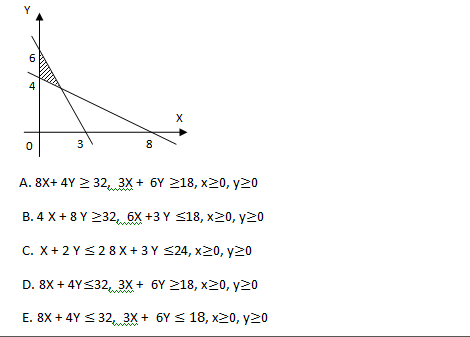 Y
6
4
X
0 3 8
A. 8X+ 4Y ≥ 32, 3X + 6Y ≥18, x≥0, y≥0
B. 4 X + 8 Y ≥32, 6X +3 Y ≤18, x≥0, y≥0
C. X + 2 Y ≤ 2 8 X + 3 Y ≤24, x≥0, y≥0
D. 8X + 4Y≤32, 3X + 6Y ≥18, x≥0, y≥0
E. 8X + 4Y ≤ 32, 3X + 6Y ≤ 18, x≥0, y≥0